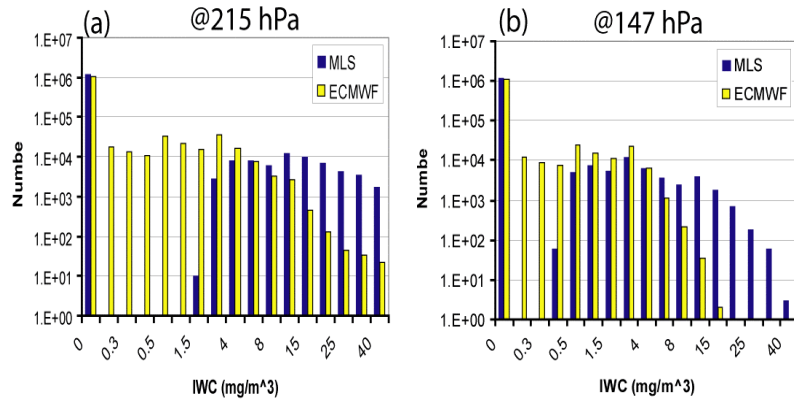 (a)
@215 hPa
1.E+07
1.E+06
1.E+05
1.E+04
1.E+03
1.E+02
1.E+01
1.E+00
Numbe
MLS
ECMWF
0
0.3
0.5
1.5
4
8
15
25
40
IWC (mg/m^3)
(b)
@147 hPa
1.E+07
1.E+06
1.E+05
1.E+04
1.E+03
1.E+02
1.E+01
1.E+00
Numbe
MLS
ECMWF
0
0.3
0.5
1.5
4
8
15
25
40
IWC (mg/m^3)